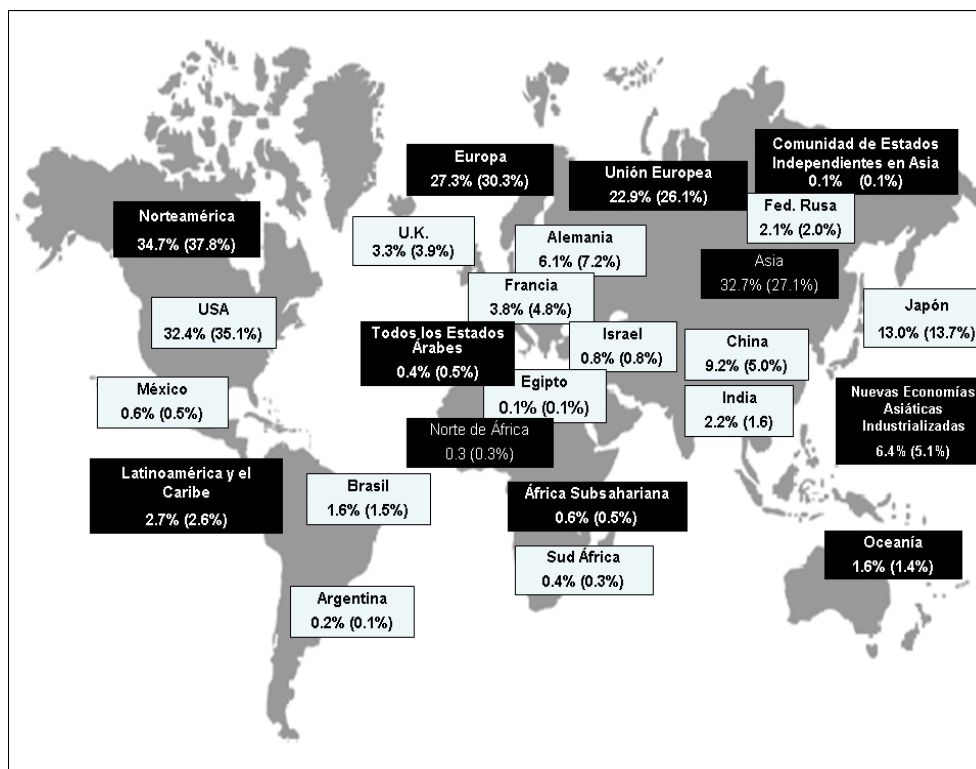 Europa
27.3% (30.3%)
Unión Europea
22.9% (26.1%)
Comunidad de Estados
Independientes en Asia
0.1% (0.1%)
Fed. Rusa
2.1% (2.0%)
Norteamérica
34.7% (37.8%)
U.K.
3.3% (3.9%)
Alemania
6.1% (7.2%)
Asia
32.7% (27.1%)
Francia
3.8% (4.8%)
USA
32.4% (35.1%)
Japón
13.0% (13.7%)
Todos los Estados
Árabes
0.4% (0.5%)
Israel
0.8% (0.8%)
China
9.2% (5.0%)
México
0.6% (0.5%)
Egipto
0.1% (0.1%)
India
2.2% (1.6)
Nuevas Economías
Asiáticas
Industrializadas
6.4% (5.1%)
Norte de África
0.3 (0.3%)
Latinoamérica y el
Caribe
2.7% (2.6%)
Brasil
1.6% (1.5%)
África Subsahariana
0.6% (0.5%)
Oceanía
1.6% (1.4%)
Sud África
0.4% (0.3%)
Argentina
0.2% (0.1%)